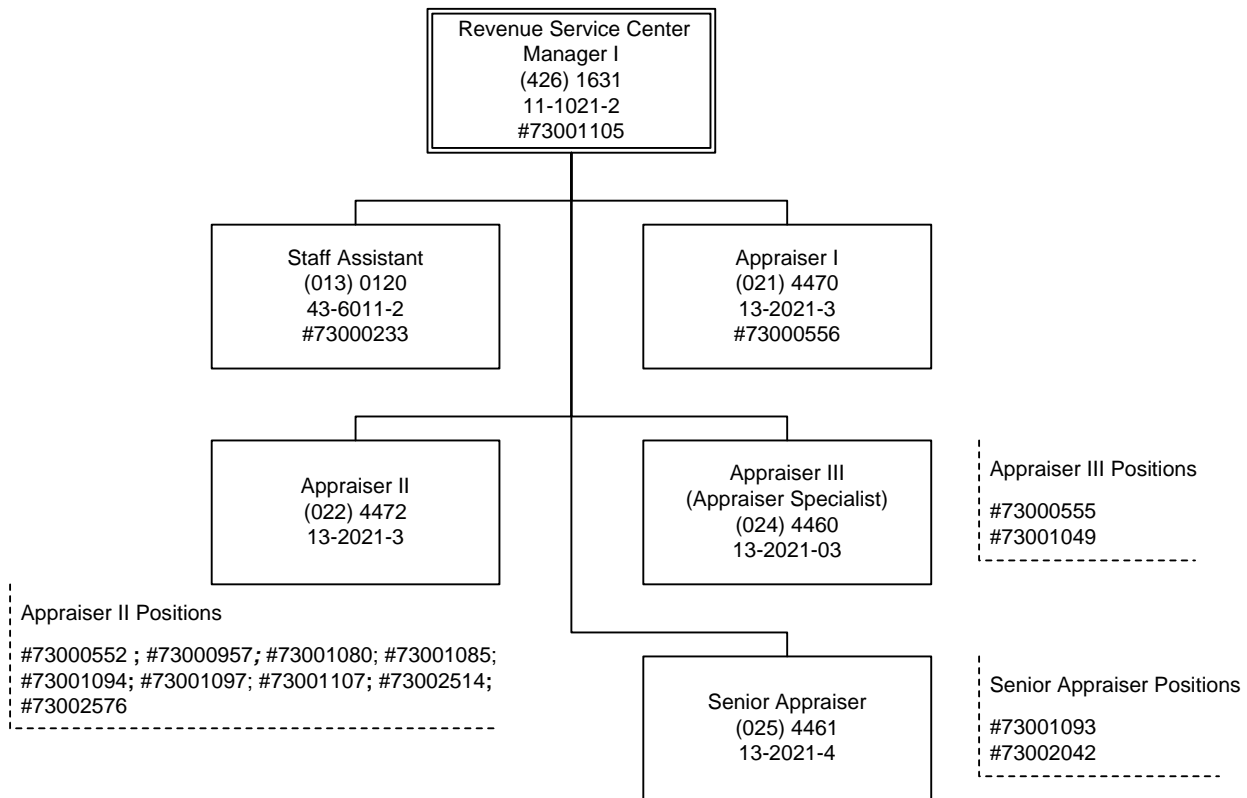 Revenue Service Center
Manager I
(426) 1631
11-1021-2
#73001105
Staff Assistant
(013) 0120
43-6011-2
#73000233
Appraiser I
(021) 4470
13-2021-3
#73000556
Appraiser II
(022) 4472
13-2021-3
Appraiser III
(Appraiser Specialist)
(024) 4460
13-2021-03
Appraiser III Positions
#73000555
#73001049
Appraiser II Positions
#73000552 ; #73000957; #73001080; #73001085;
#73001094; #73001097; #73001107; #73002514;
#73002576
Senior Appraiser
(025) 4461
13-2021-4
Senior Appraiser Positions
#73001093
#73002042